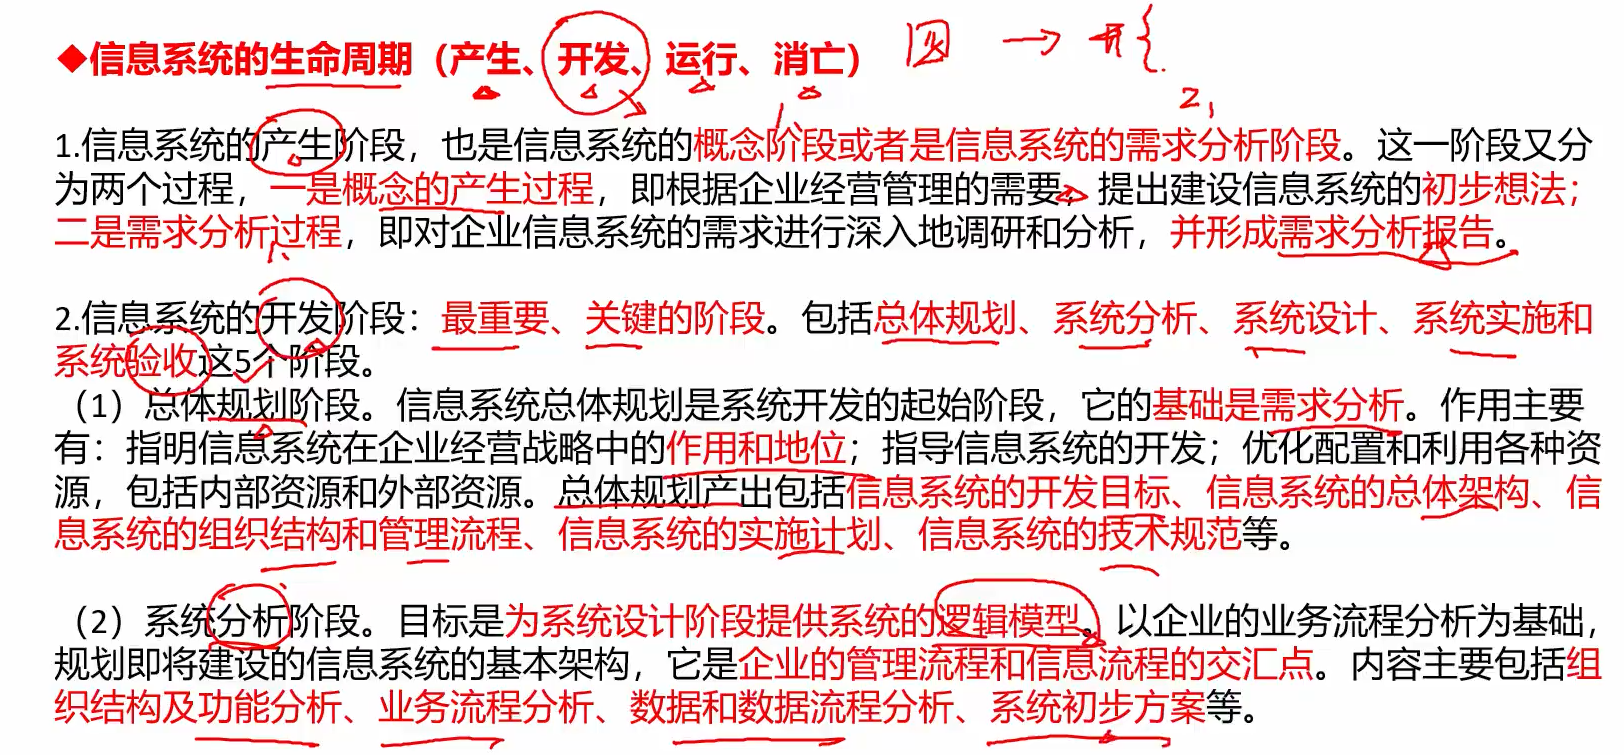 ◆信息系统的生命周期（产生、开发、运行、消亡）
1.信息系统的产生阶段，也是信息系统的概念阶段或者是信息系统的需求分析阶段。这一阶段又分
为两个过程，一是概念的产生过程，即根据企业经营管理的需要，提出建设信息系统的初步想法；
二是需求分析过程，即对企业信息系统的需求进行深入地调研和分析，并形成需求分析报告。
2.信息系统的开发阶段：最重要、关键的阶段。包括总体规划、系统分析、系统设计、系统实施和
系统验收这5个阶段。
（1）总体规划阶段。信息系统总体规划是系统开发的起始阶段，它的基础是需求分析。作用主要
有：指明信息系统在企业经营战略中的作用和地位；指导信息系统的开发；优化配置和利用各种资
源，包括内部资源和外部资源。总体规划产出包括信息系统的开发目标、信息系统的总体架构、信
息系统的组织结构和管理流程、信息系统的实施计划、信息系统的技术规范等。
（2）系统分析阶段。目标是为系统设计阶段提供系统的逻辑模型。以企业的业务流程分析为基础，
规划即将建设的信息系统的基本架构，它是企业的管理流程和信息流程的交汇点。内容主要包括组
织结构及功能分析、业务流程分析、数据和数据流程分析、系统初步方案等。